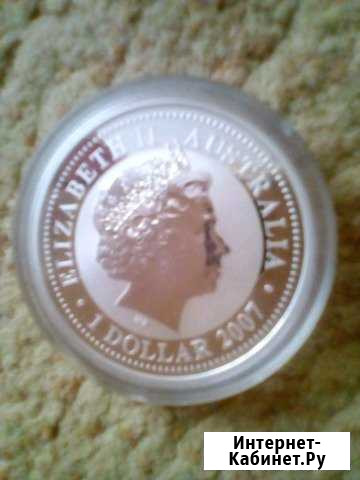 ELIZABETH II · AUSTRALIA
· 1 DOLLAR 2007 ·
Интернет-
Кабинет.Ру